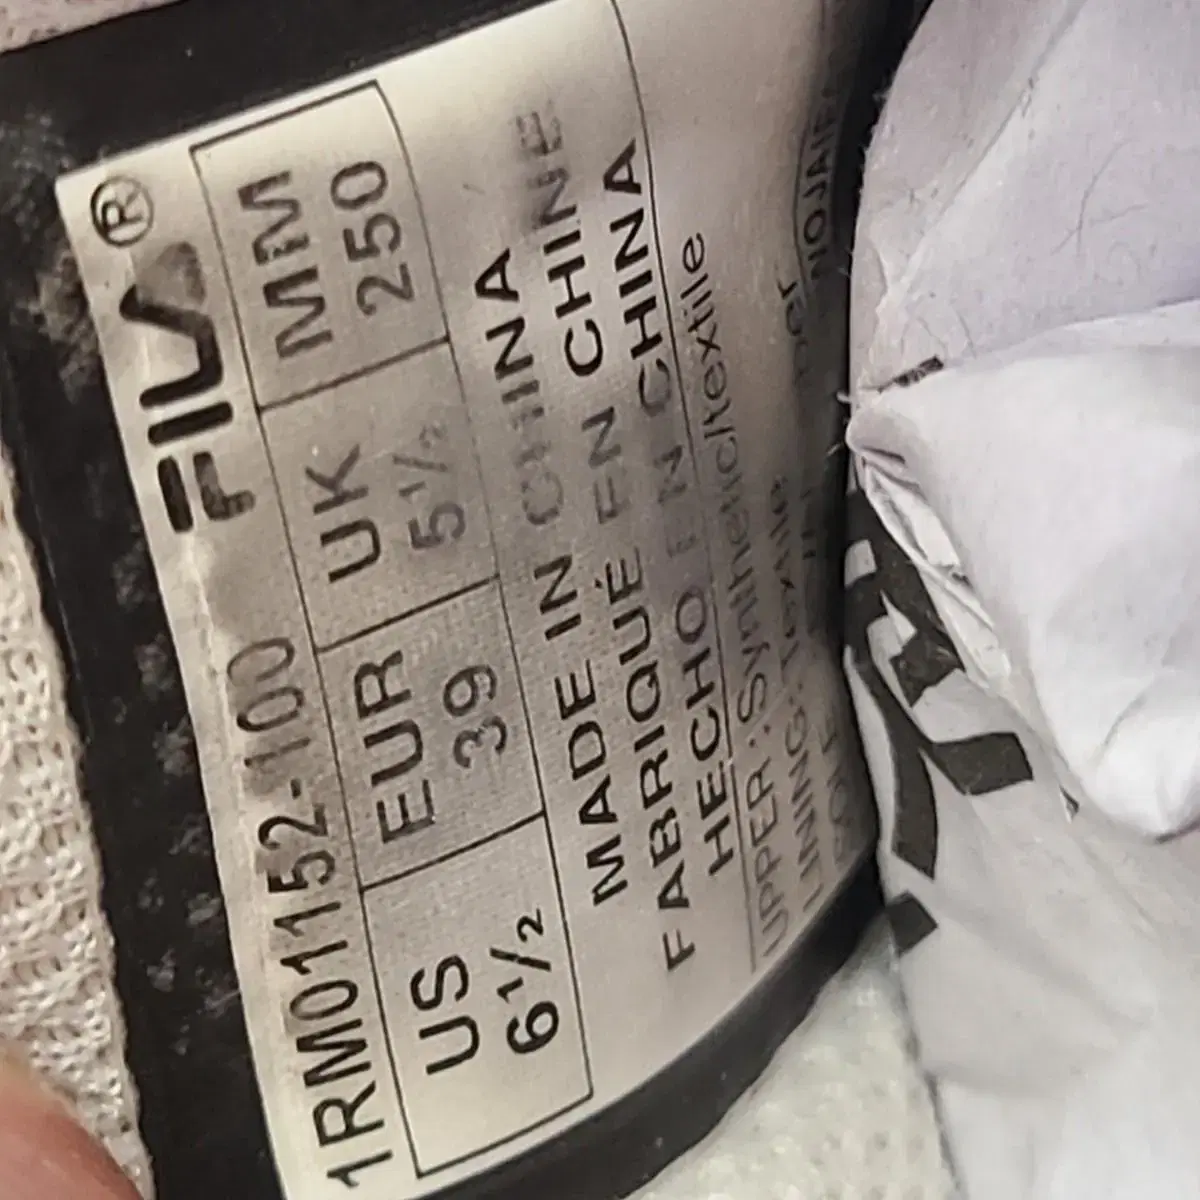 FILA®
1RM01152-100
US EUR UK MM
6½ 39 5½ 250
MADE IN CHINA
FABRIQUÉ EN CHINE
HECHO EN CHINA
UPPER:Synthetic/textile
LINING:Textile
SOLE